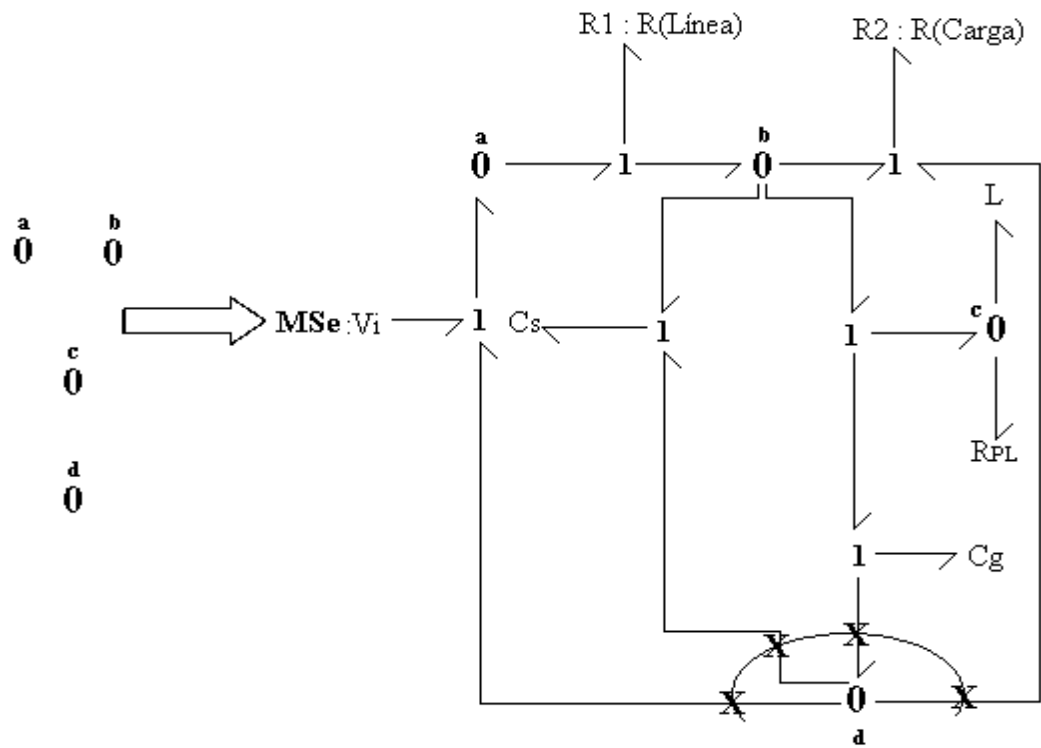 R1 : R(Línea) R2 : R(Carga)
a b
0 1 0 1
L
a b
0 0
MSe:Vi 1 Cs 1 1 c 0
c
0
RPL
d
0
1 Cg
X X
X 0 X
d